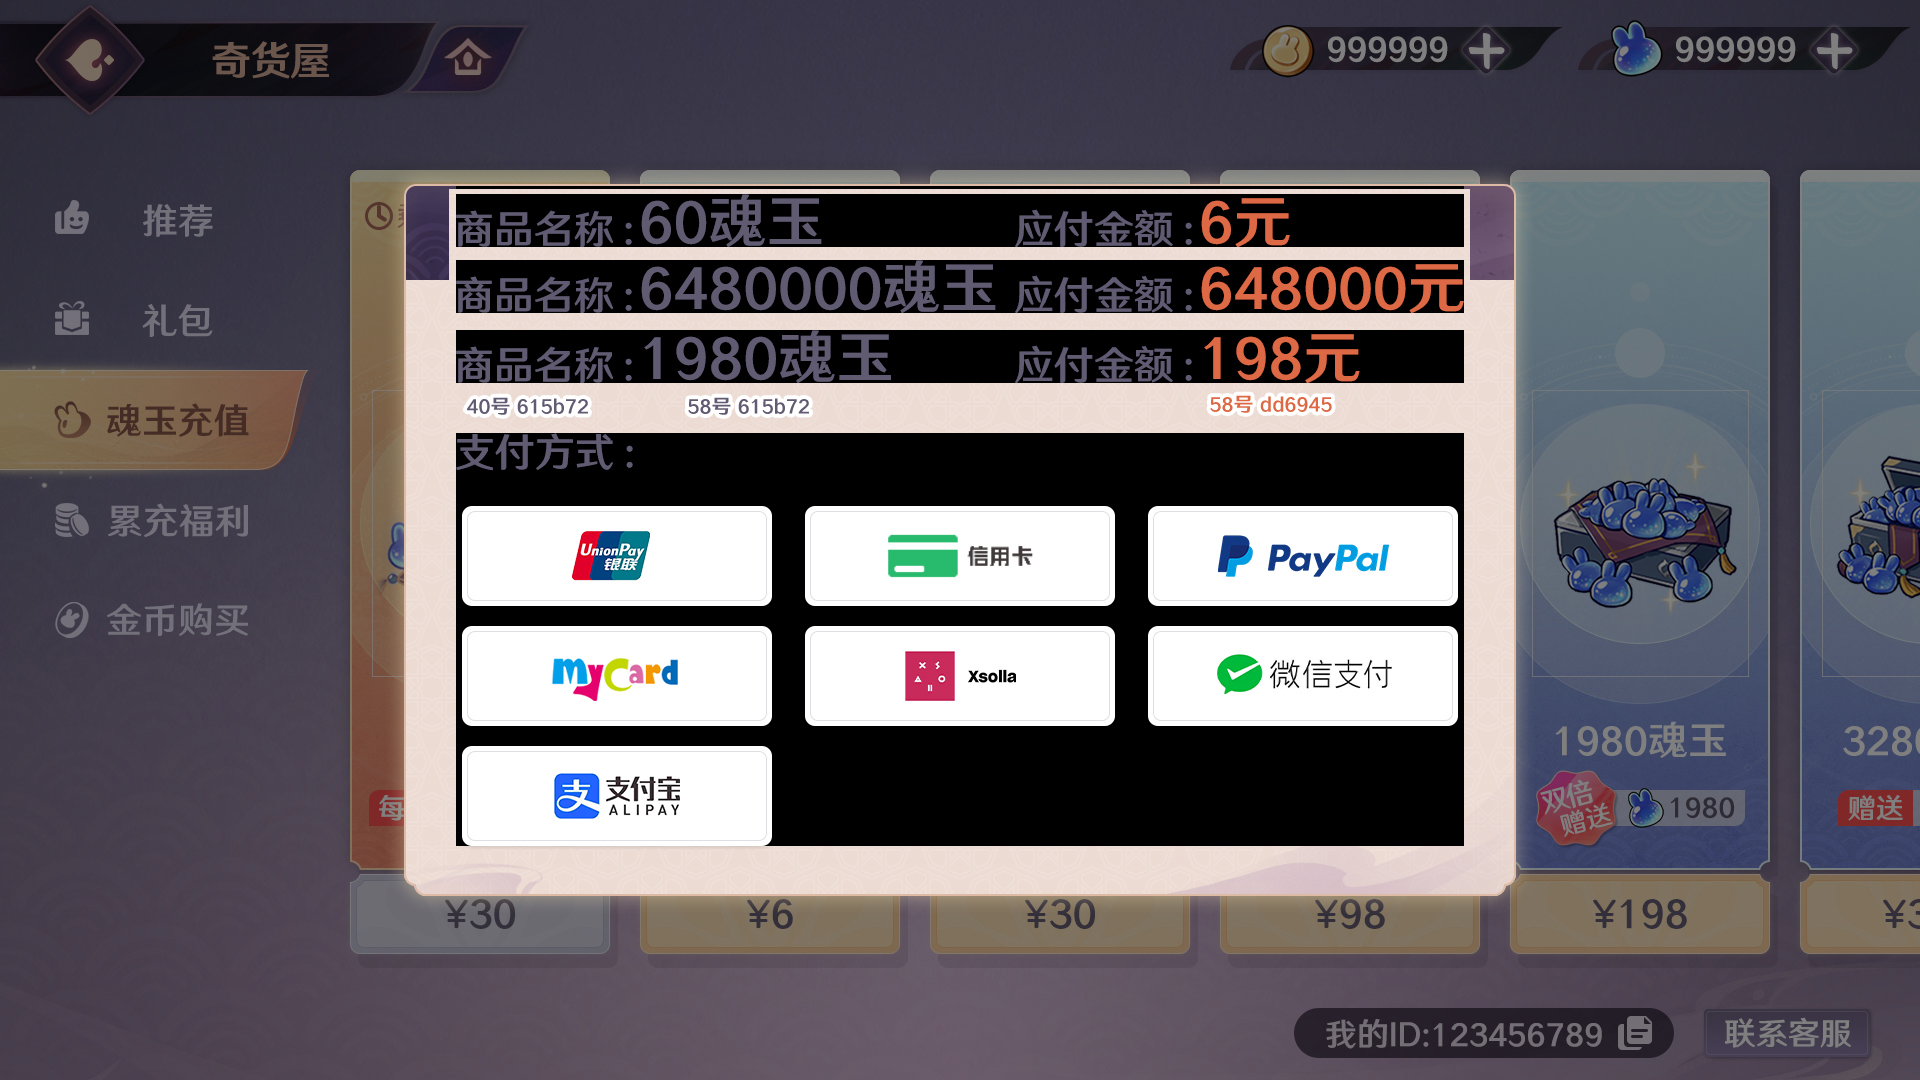 奇货屋
999999
999999
推荐
礼包
魂玉充值
累充福利
金币购买
商品名称 : 60魂玉 应付金额 : 6元
商品名称 : 6480000魂玉 应付金额 : 648000元
商品名称 : 1980魂玉 应付金额 : 198元
40号 615b72 58号 615b72 58号 dd6945
支付方式 :
UnionPay
银联
信用卡
PayPal
MyCard
XS
Xsolla
微信支付
支 支付宝
ALIPAY
每
1980魂玉
双倍
赠送
1980
赠送
¥30
¥6
¥30
¥98
¥198
我的ID:123456789
联系客服